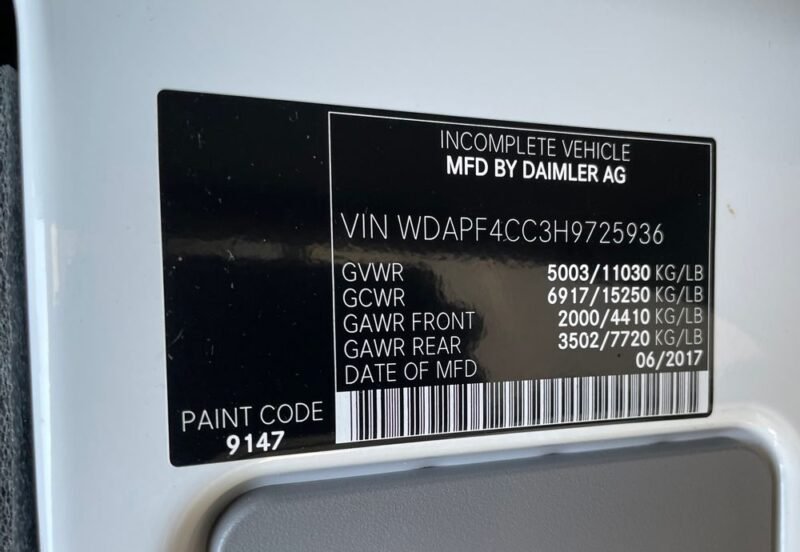 INCOMPLETE VEHICLE
MFD BY DAIMLER AG
VIN WDAPF4CC3H9725936
GVWR 5003/11030 KG/LB
GCWR 6917/15250 KG/LB
GAWR FRONT 2000/4410 KG/LB
GAWR REAR 3502/7720 KG/LB
DATE OF MFD 06/2017
PAINT CODE
9147